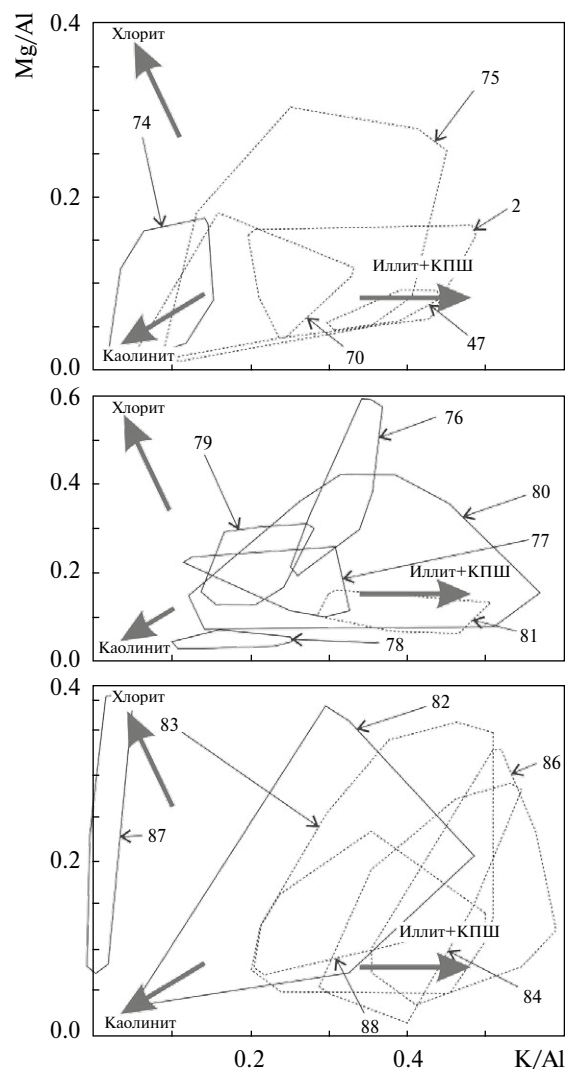 Mg/Al
0.4
Хлорит
75
74
0.2
2
Иллит+КПШ
0.0
Каолинит
70
47
0.6
Хлорит
76
79
0.4
80
77
0.2
Иллит+КПШ
Каолинит
78
81
0.0
0.4
Хлорит
82
83
86
87
0.2
Иллит+КПШ
Каолинит
88
84
0.0
0.2
0.4
K/Al